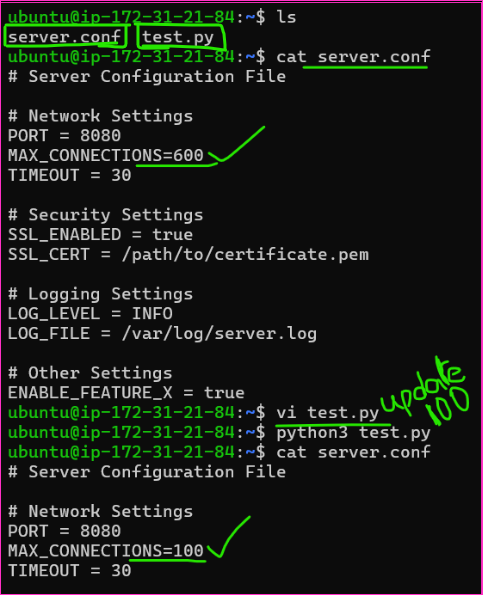 ubuntu@ip-172-31-21-84:~$ ls
server.conf test.py
ubuntu@ip-172-31-21-84:~$ cat server.conf
# Server Configuration File
# Network Settings
PORT = 8080
MAX_CONNECTIONS=600
TIMEOUT = 30
# Security Settings
SSL_ENABLED = true
SSL_CERT = /path/to/certificate.pem
# Logging Settings
LOG_LEVEL = INFO
LOG_FILE = /var/log/server.log
# Other Settings
ENABLE_FEATURE_X = true
ubuntu@ip-172-31-21-84:~$ vi test.py
update
100
ubuntu@ip-172-31-21-84:~$ python3 test.py
ubuntu@ip-172-31-21-84:~$ cat server.conf
# Server Configuration File
# Network Settings
PORT = 8080
MAX_CONNECTIONS=100
TIMEOUT = 30